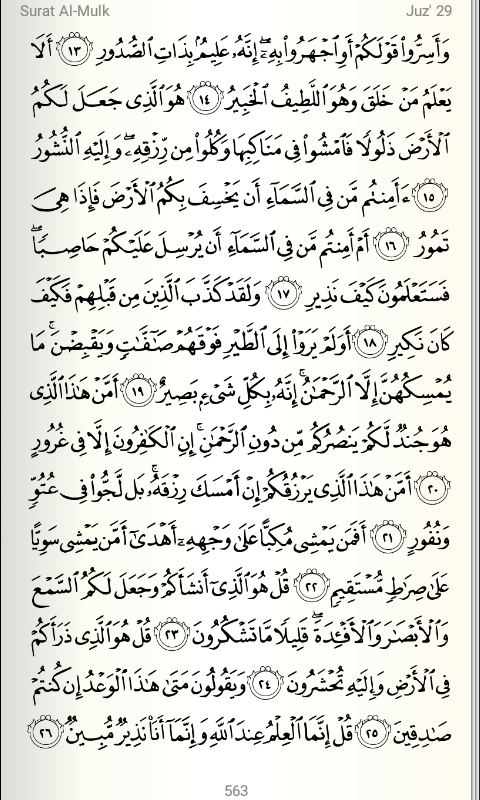 Surat Al-Mulk
Juz' 29
وَأَسِرُّوا۟ قَوْلَكُمْ أَوِ ٱجْهَرُوا۟ بِهِۦٓ ۖ إِنَّهُۥ عَلِيمٌۢ بِذَاتِ ٱلصُّدُورِ ١٣ أَلَا
يَعْلَمُ مَنْ خَلَقَ وَهُوَ ٱللَّطِيفُ ٱلْخَبِيرُ ١٤ هُوَ ٱلَّذِى جَعَلَ لَكُمُ
ٱلْأَرْضَ ذَلُولًا فَٱمْشُوا۟ فِى مَنَاكِبِهَا وَكُلُوا۟ مِن رِّزْقِهِۦ ۖ وَإِلَيْهِ ٱلنُّشُورُ
١٥ ءَأَمِنتُم مَّن فِى ٱلسَّمَآءِ أَن يَخْسِفَ بِكُمُ ٱلْأَرْضَ فَإِذَا هِىَ
تَمُورُ ١٦ أَمْ أَمِنتُم مَّن فِى ٱلسَّمَآءِ أَن يُرْسِلَ عَلَيْكُمْ حَاصِبًا ۖ
فَسَتَعْلَمُونَ كَيْفَ نَذِيرِ ١٧ وَلَقَدْ كَذَّبَ ٱلَّذِينَ مِن قَبْلِهِمْ فَكَيْفَ
كَانَ نَكِيرِ ١٨ أَوَلَمْ يَرَوْا۟ إِلَى ٱلطَّيْرِ فَوْقَهُمْ صَـٰٓفَّـٰتٍ وَيَقْبِضْنَ ۚ مَا
يُمْسِكُهُنَّ إِلَّا ٱلرَّحْمَـٰنُ ۚ إِنَّهُۥ بِكُلِّ شَىْءٍۭ بَصِيرٌ ١٩ أَمَّنْ هَـٰذَا ٱلَّذِى
هُوَ جُندٌ لَّكُمْ يَنصُرُكُم مِّن دُونِ ٱلرَّحْمَـٰنِ ۚ إِنِ ٱلْكَـٰفِرُونَ إِلَّا فِى غُرُورٍ
٢٠ أَمَّنْ هَـٰذَا ٱلَّذِى يَرْزُقُكُمْ إِنْ أَمْسَكَ رِزْقَهُۥ ۚ بَل لَّجُّوا۟ فِى عُتُوٍّ
وَنُفُورٍ ٢١ أَفَمَن يَمْشِى مُكِبًّا عَلَىٰ وَجْهِهِۦٓ أَهْدَىٰٓ أَمَّن يَمْشِى سَوِيًّا
عَلَىٰ صِرَٰطٍ مُّسْتَقِيمٍ ٢٢ قُلْ هُوَ ٱلَّذِىٓ أَنشَأَكُمْ وَجَعَلَ لَكُمُ ٱلسَّمْعَ
وَٱلْأَبْصَـٰرَ وَٱلْأَفْـِٔدَةَ ۖ قَلِيلًا مَّا تَشْكُرُونَ ٢٣ قُلْ هُوَ ٱلَّذِى ذَرَأَكُمْ
فِى ٱلْأَرْضِ وَإِلَيْهِ تُحْشَرُونَ ٢٤ وَيَقُولُونَ مَتَىٰ هَـٰذَا ٱلْوَعْدُ إِن كُنتُمْ
صَـٰدِقِينَ ٢٥ قُلْ إِنَّمَا ٱلْعِلْمُ عِندَ ٱللَّهِ وَإِنَّمَآ أَنَا۠ نَذِيرٌ مُّبِينٌ ٢٦
563